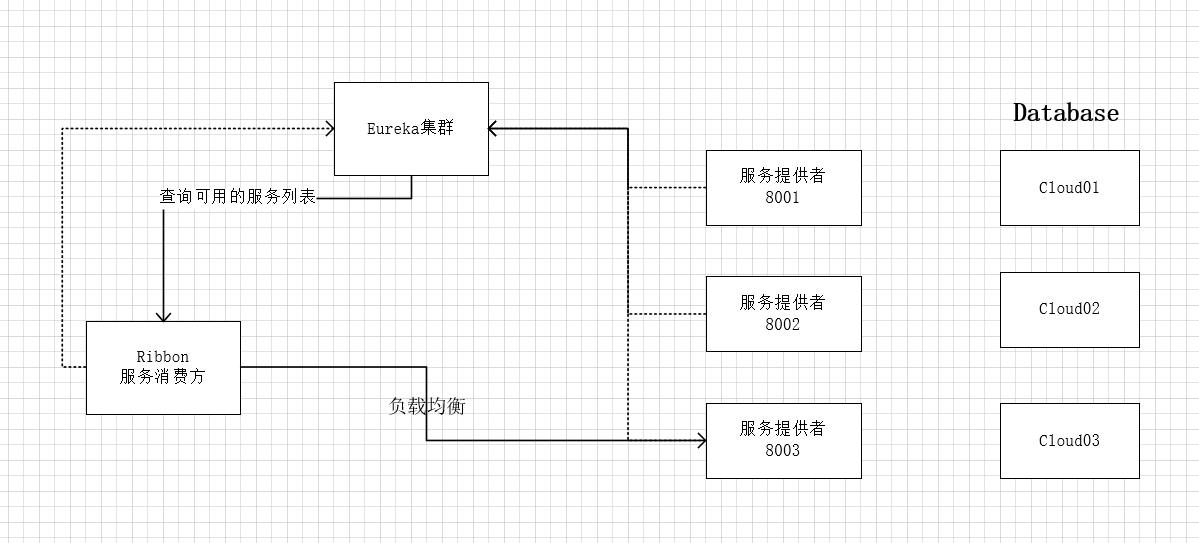 Database
Eureka集群
服务提供者
8001
Cloud01
查询可用的服务列表
服务提供者
8002
Cloud02
Ribbon
服务消费方
负载均衡
服务提供者
8003
Cloud03